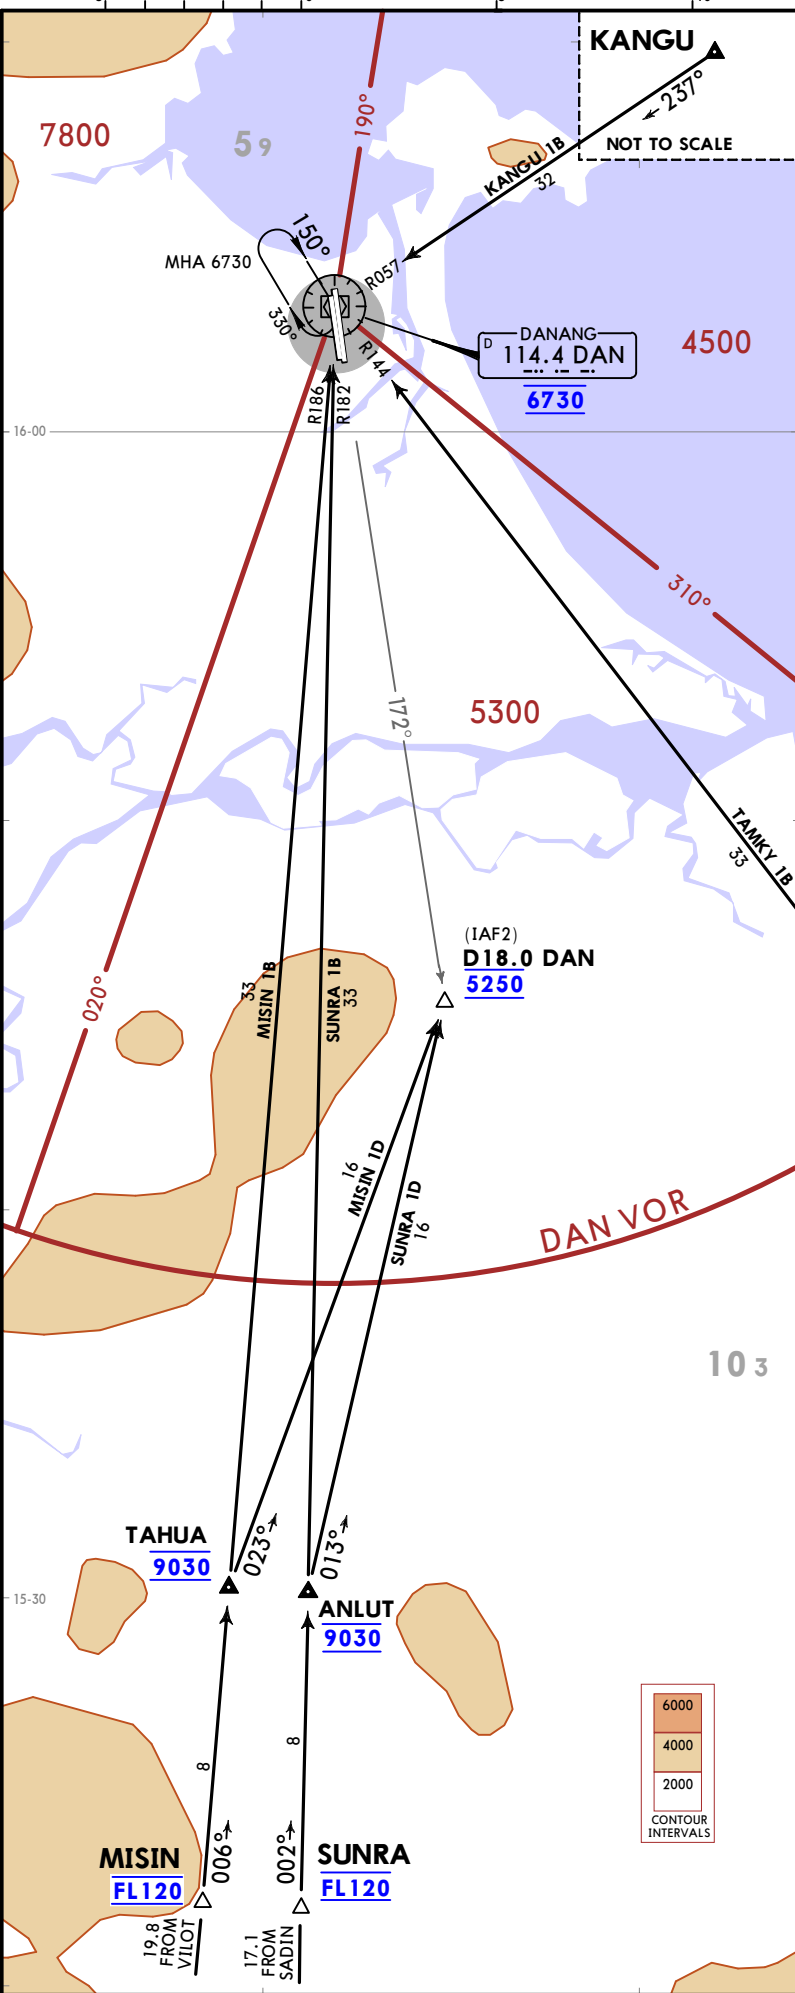 KANGU
237°
NOT TO SCALE
190°
7800
5 9
KANGU 1B
32
150°
MHA 6730
R057
330°
R144
D
DANANG
114.4 DAN
6730
4500
R186
R182
16-00
310°
172°
5300
TAMKY 1B
33
(IAF2)
D18.0 DAN
5250
33
MISIN 1B
SUNRA 1B
33
020°
16
MISIN 1D
SUNRA 1D
16
DAN VOR
10 3
TAHUA
9030
023°
013°
15-30
ANLUT
9030
6000
4000
2000
CONTOUR
INTERVALS
8
8
MISIN
FL120
006°
002°
SUNRA
FL120
19.8
FROM
VILOT
17.1
FROM
SADIN